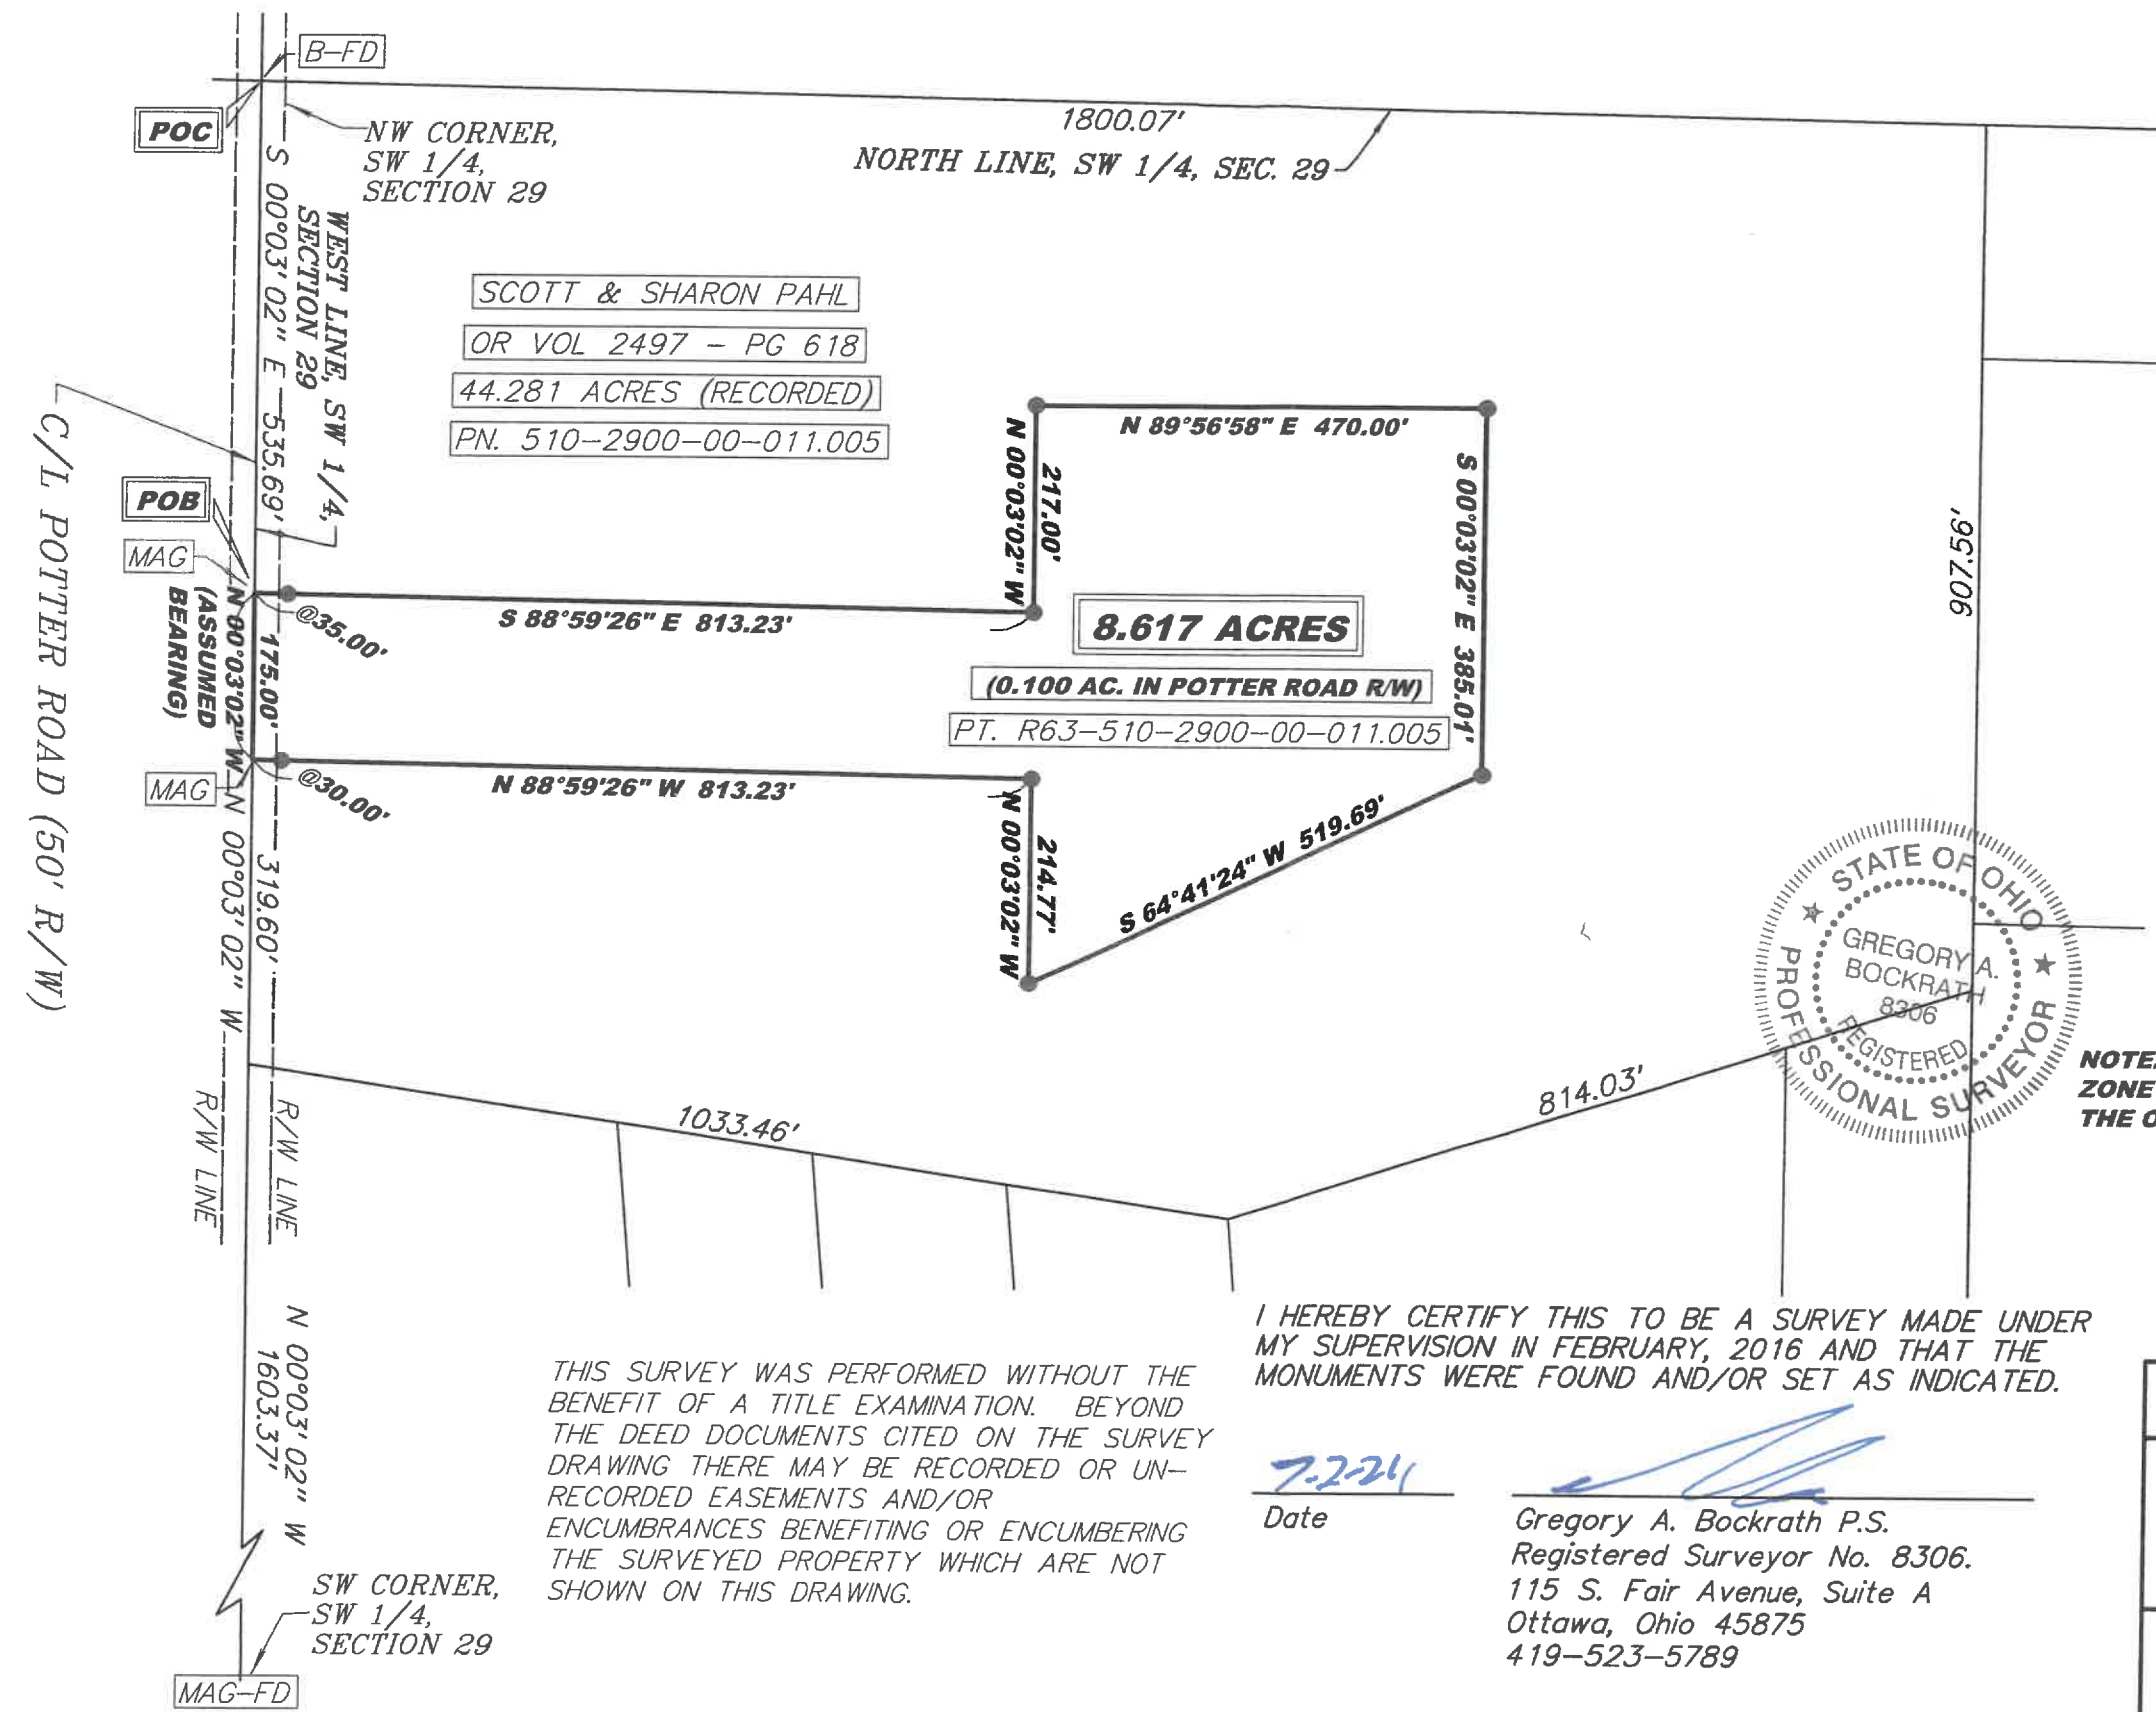 B-FD
POC
NW CORNER,
SW 1/4,
SECTION 29
1800.07'
NORTH LINE, SW 1/4, SEC. 29
S 00°03'02" E 535.69'
WEST LINE, SW 1/4,
SECTION 29
SCOTT & SHARON PAHL
OR VOL 2497 - PG 618
44.281 ACRES (RECORDED)
PN. 510-2900-00-011.005
C/L POTTER ROAD (50' R/W)
POB
MAG
N 00°03'02" W
(ASSUMED
BEARING)
175.00'
@35.00'
S 88°59'26" E 813.23'
N 00°03'02" W
217.00'
N 89°56'58" E 470.00'
S 00°03'02" E 385.01'
907.56'
8.617 ACRES
(0.100 AC. IN POTTER ROAD R/W)
PT. R63-510-2900-00-011.005
MAG
@30.00'
N 88°59'26" W 813.23'
N 00°03'02" W
214.77'
S 64°41'24" W 519.69'
N 00°03'02" W
319.60'
R/W LINE
R/W LINE
1033.46'
814.03'
STATE OF OHIO
GREGORY A.
BOCKRATH
8306
REGISTERED
PROFESSIONAL SURVEYOR
NOTE
ZONE
THE
N 00°03'02" W
1603.37'
SW CORNER,
SW 1/4,
SECTION 29
MAG-FD
THIS SURVEY WAS PERFORMED WITHOUT THE
BENEFIT OF A TITLE EXAMINATION. BEYOND
THE DEED DOCUMENTS CITED ON THE SURVEY
DRAWING THERE MAY BE RECORDED OR UN-
RECORDED EASEMENTS AND/OR
ENCUMBRANCES BENEFITING OR ENCUMBERING
THE SURVEYED PROPERTY WHICH ARE NOT
SHOWN ON THIS DRAWING.
I HEREBY CERTIFY THIS TO BE A SURVEY MADE UNDER
MY SUPERVISION IN FEBRUARY, 2016 AND THAT THE
MONUMENTS WERE FOUND AND/OR SET AS INDICATED.
7-2-21
Date
Gregory A. Bockrath P.S.
Registered Surveyor No. 8306.
115 S. Fair Avenue, Suite A
Ottawa, Ohio 45875
419-523-5789